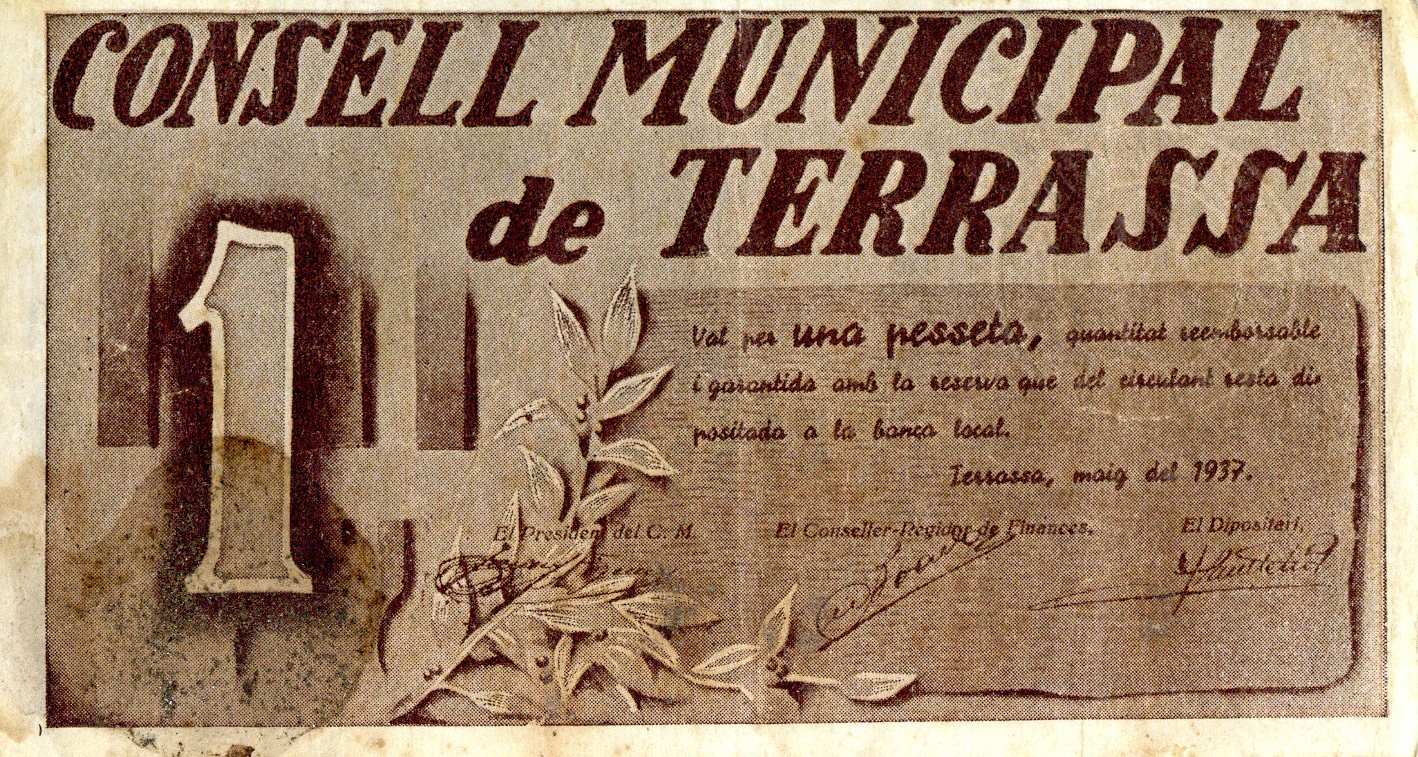 CONSELL MUNICIPAL
de TERRASSA
1
Val per una pesseta, quantitat reemborsable
i garantida amb la reserva que del circulant resta di-
positada a la banca local.
Terrassa, maig del 1937.
El President del C. M.
El Conseller-Regidor de Finances,
El Dipositari,